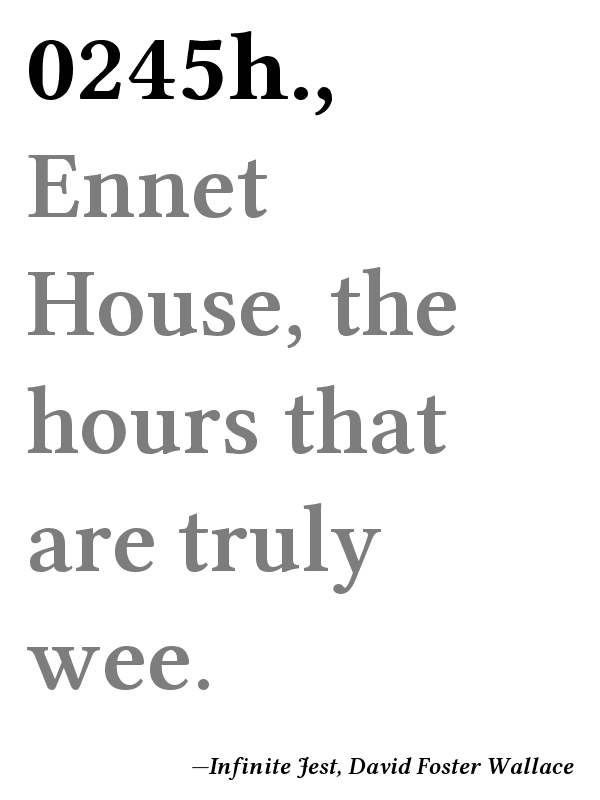 0245h.,
Ennet
House, the
hours that
are truly
wee.
—Infinite Jest, David Foster Wallace